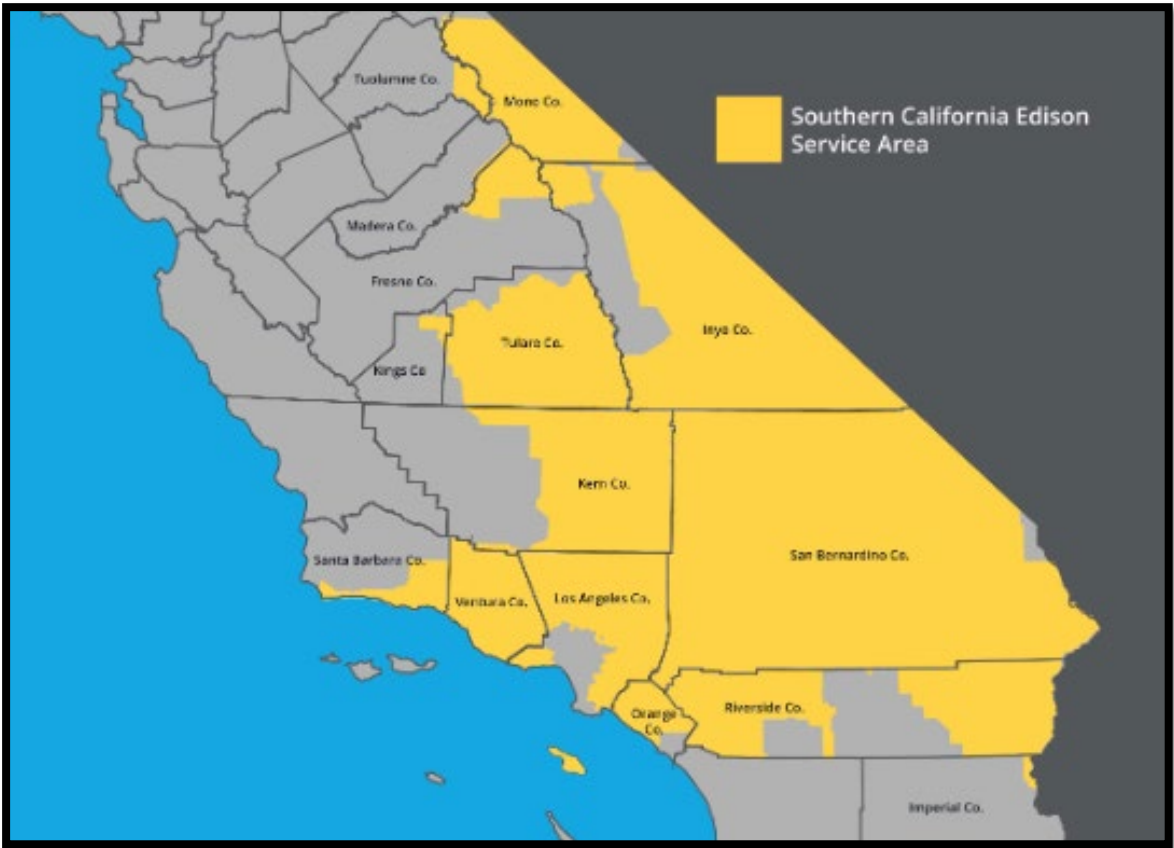 Tuolumne Co.
Mono Co.
Southern California Edison
Service Area
Madera Co.
Fresno Co.
Inyo Co.
Tulare Co.
Kings Co
Kern Co.
San Bernardino Co.
Santa Barbara Co.
Ventura Co.
Los Angeles Co.
Riverside Co.
Orange
Co.
Imperial Co.